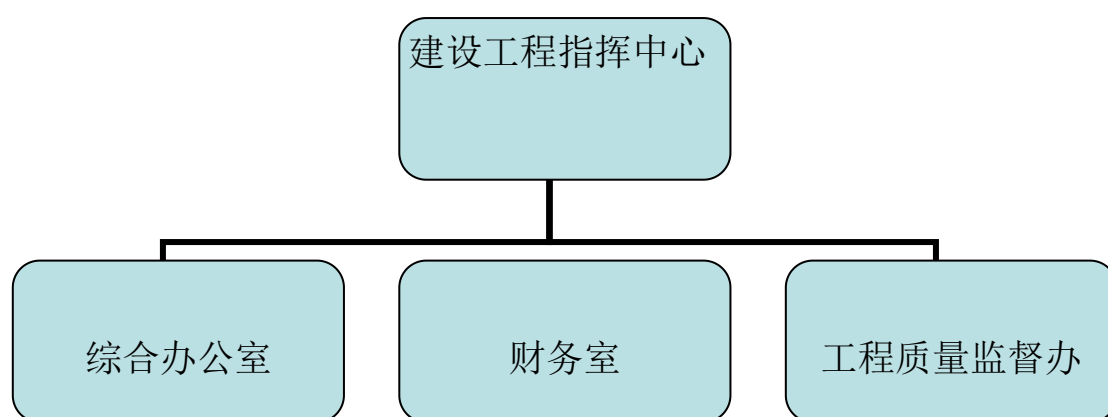 建设工程指挥中心
综合办公室
财务室
工程质量监督办